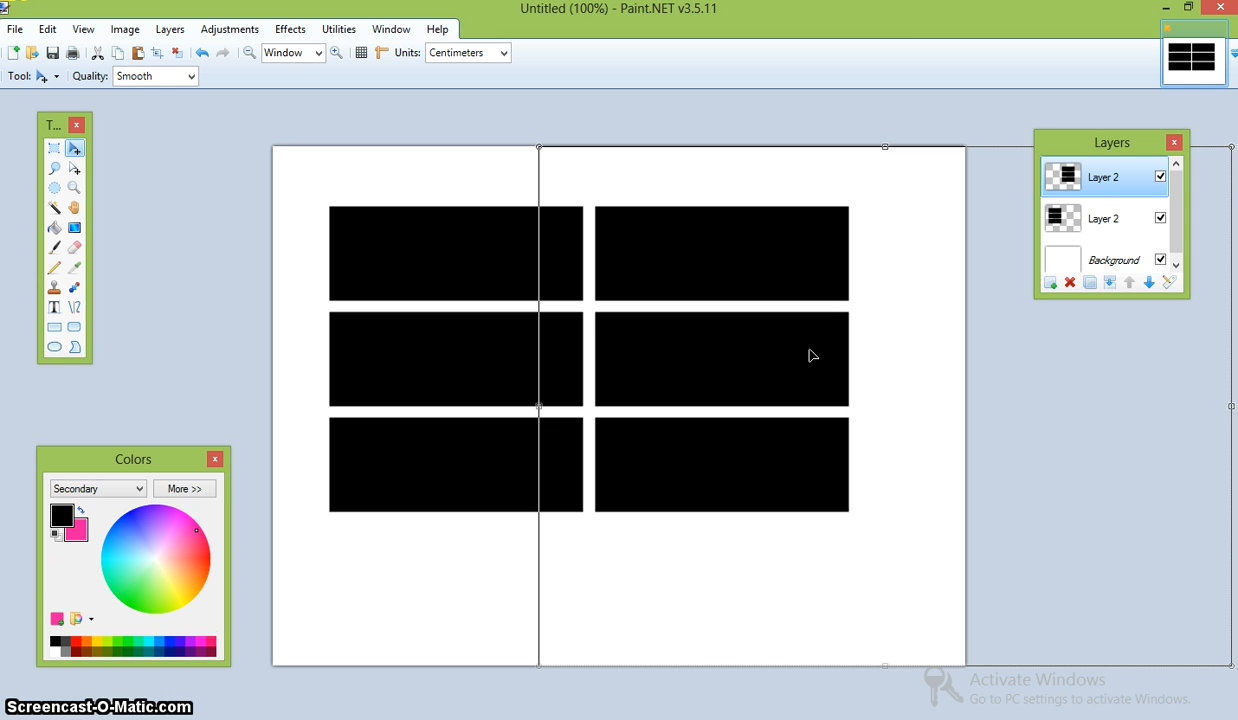 Untitled (100%) - Paint.NET v3.5.11
File Edit View Image Layers Adjustments Effects Utilities Window Help
Window Units: Centimeters
Tool: Quality: Smooth
T...
Layers
Layer 2
Layer 2
Background
Colors
Secondary More >>
Activate Windows
Go to PC settings to activate Windows.
Screencast-O-Matic.com